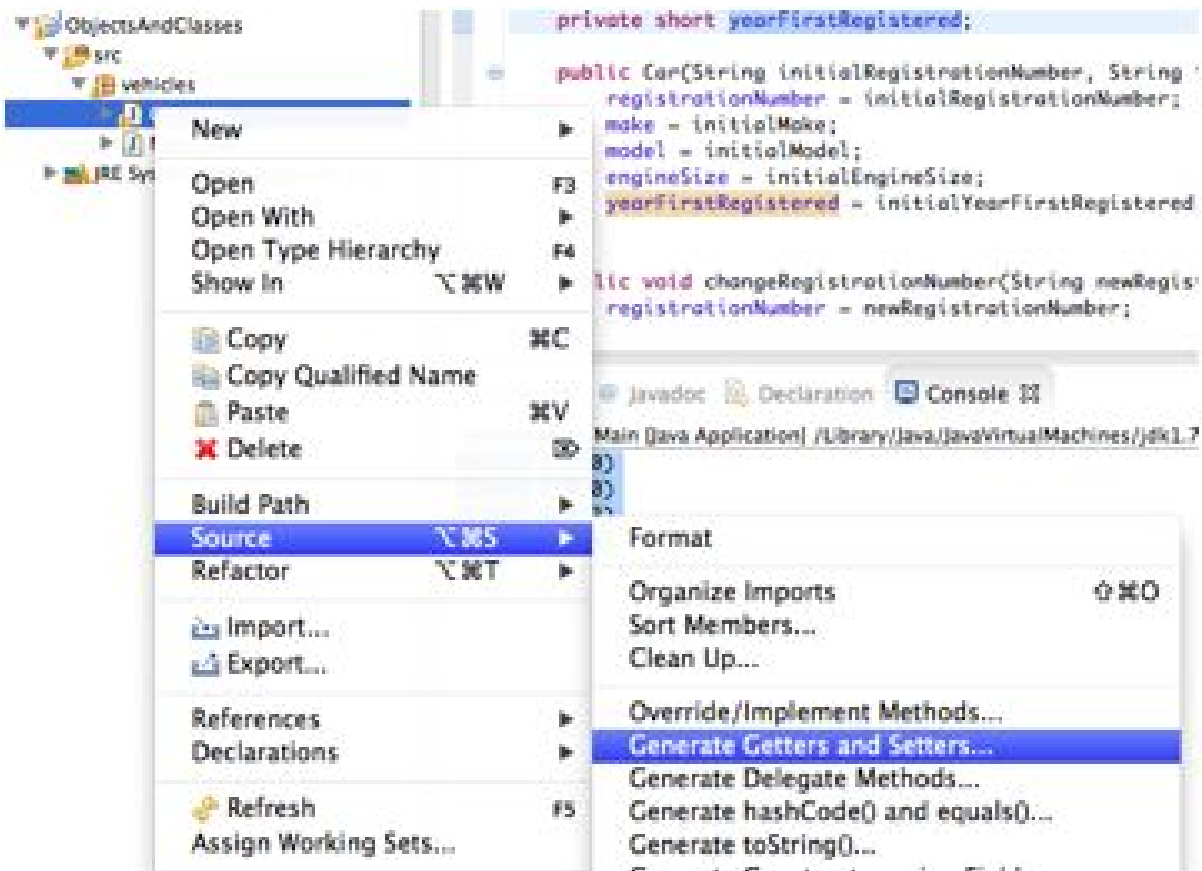 ObjectsAndClasses
src
vehicles
JRE Sys
private short yearFirstRegistered;
public Car(String initialRegistrationNumber, String
registrationNumber = initialRegistrationNumber;
make = initialMake;
model = initialModel;
engineSize = initialEngineSize;
yearFirstRegistered = initialYearFirstRegistered
lic void changeRegistrationNumber(String newRegis
registrationNumber = newRegistrationNumber;
New
Open F3
Open With
Open Type Hierarchy F4
Show In ⌥⌘W
Copy ⌘C
Copy Qualified Name
Paste ⌘V
Delete ⌦
Build Path
Source ⌥⌘S
Refactor ⌥⌘T
Import...
Export...
References
Declarations
Refresh F5
Assign Working Sets...
Javadoc Declaration Console
Main [Java Application] /Library/Java/JavaVirtualMachines/jdk1.7
Format
Organize Imports ⇧⌘O
Sort Members...
Clean Up...
Override/Implement Methods...
Generate Getters and Setters...
Generate Delegate Methods...
Generate hashCode() and equals()...
Generate toString()...